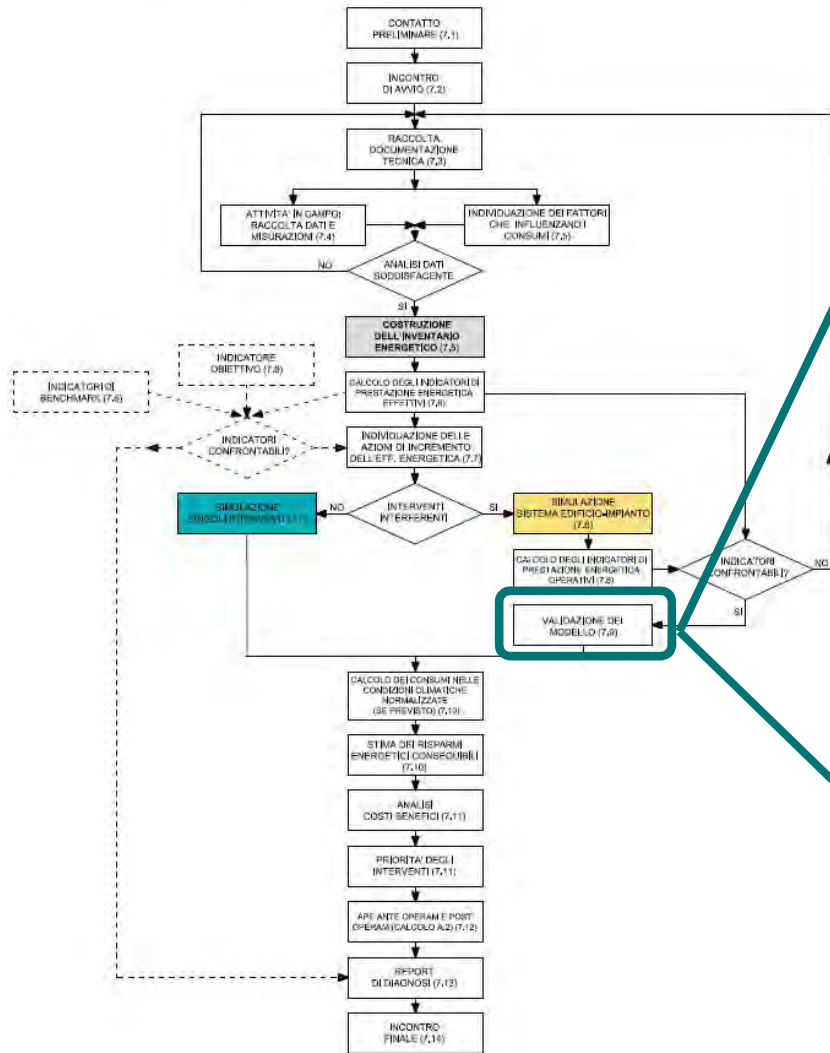 CONTATTO
PRELIMINARE (7.1)
INCONTRO
DI AVVIO (7.2)
RACCOLTA
DOCUMENTAZIONE
TECNICA (7.3)
ATTIVITA' IN CAMPO:
RACCOLTA DATI E
MISURAZIONI (7.4)
INDIVIDUAZIONE DEI FATTORI
CHE INFLUENZANO I
CONSUMI (7.5)
NO
ANALISI DATI
SODDISFACENTE
SI
COSTRUZIONE
DELL'INVENTARIO
ENERGETICO (7.5)
INDICATORE
OBIETTIVO (7.8)
INDICATORI DI
BENCHMARK (7.6)
CALCOLO DEGLI INDICATORI DI
PRESTAZIONE ENERGETICA
EFFETTIVI (7.6)
INDICATORI
CONFRONTABILI?
INDIVIDUAZIONE DELLE
AZIONI DI INCREMENTO
DELL'EFF. ENERGETICA (7.7)
SIMULAZIONE
SINGOLI INTERVENTI
NO
INTERVENTI
INTERFERENTI
SI
SIMULAZIONE
SISTEMA EDIFICIO-IMPIANTO
(7.8)
CALCOLO DEGLI INDICATORI DI
PRESTAZIONE ENERGETICA
OPERATIVI (7.8)
INDICATORI
CONFRONTABILI?
NO
SI
VALIDAZIONE DEI
MODELLO (7.9)
CALCOLO DEI CONSUMI NELLE
CONDIZIONI CLIMATICHE
NORMALIZZATE
(SE PREVISTO) (7.10)
STIMA DEI RISPARMI
ENERGETICI CONSEGUIBILI
(7.10)
ANALISI
COSTI BENEFICI (7.11)
PRIORITA' DEGLI
INTERVENTI (7.11)
APE ANTE OPERAM E POST
OPERAM (CALCOLO A2) (7.12)
REPORT
DI DIAGNOSI (7.13)
INCONTRO
FINALE (7.14)